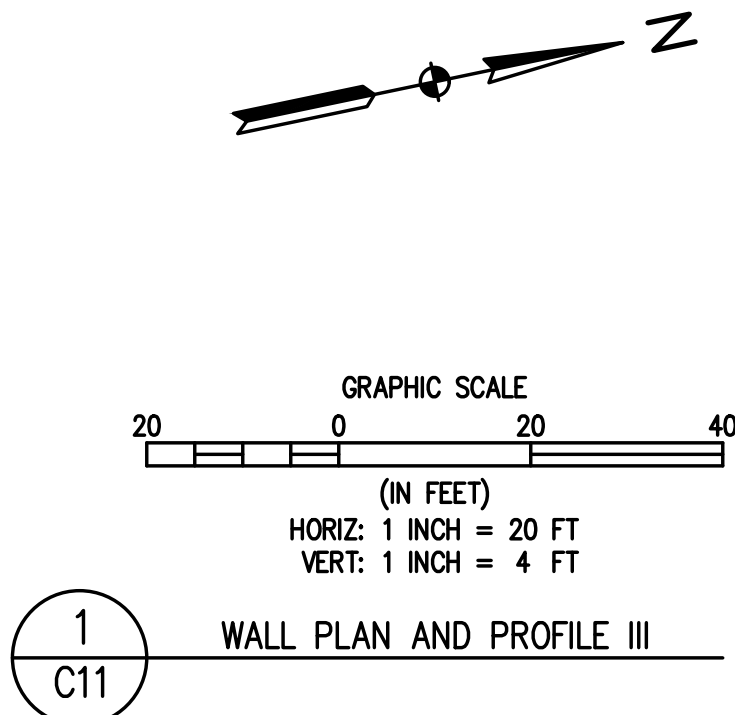 N
GRAPHIC SCALE
20 0 20 40
(IN FEET)
HORIZ: 1 INCH = 20 FT
VERT: 1 INCH = 4 FT
1 WALL PLAN AND PROFILE III
C11